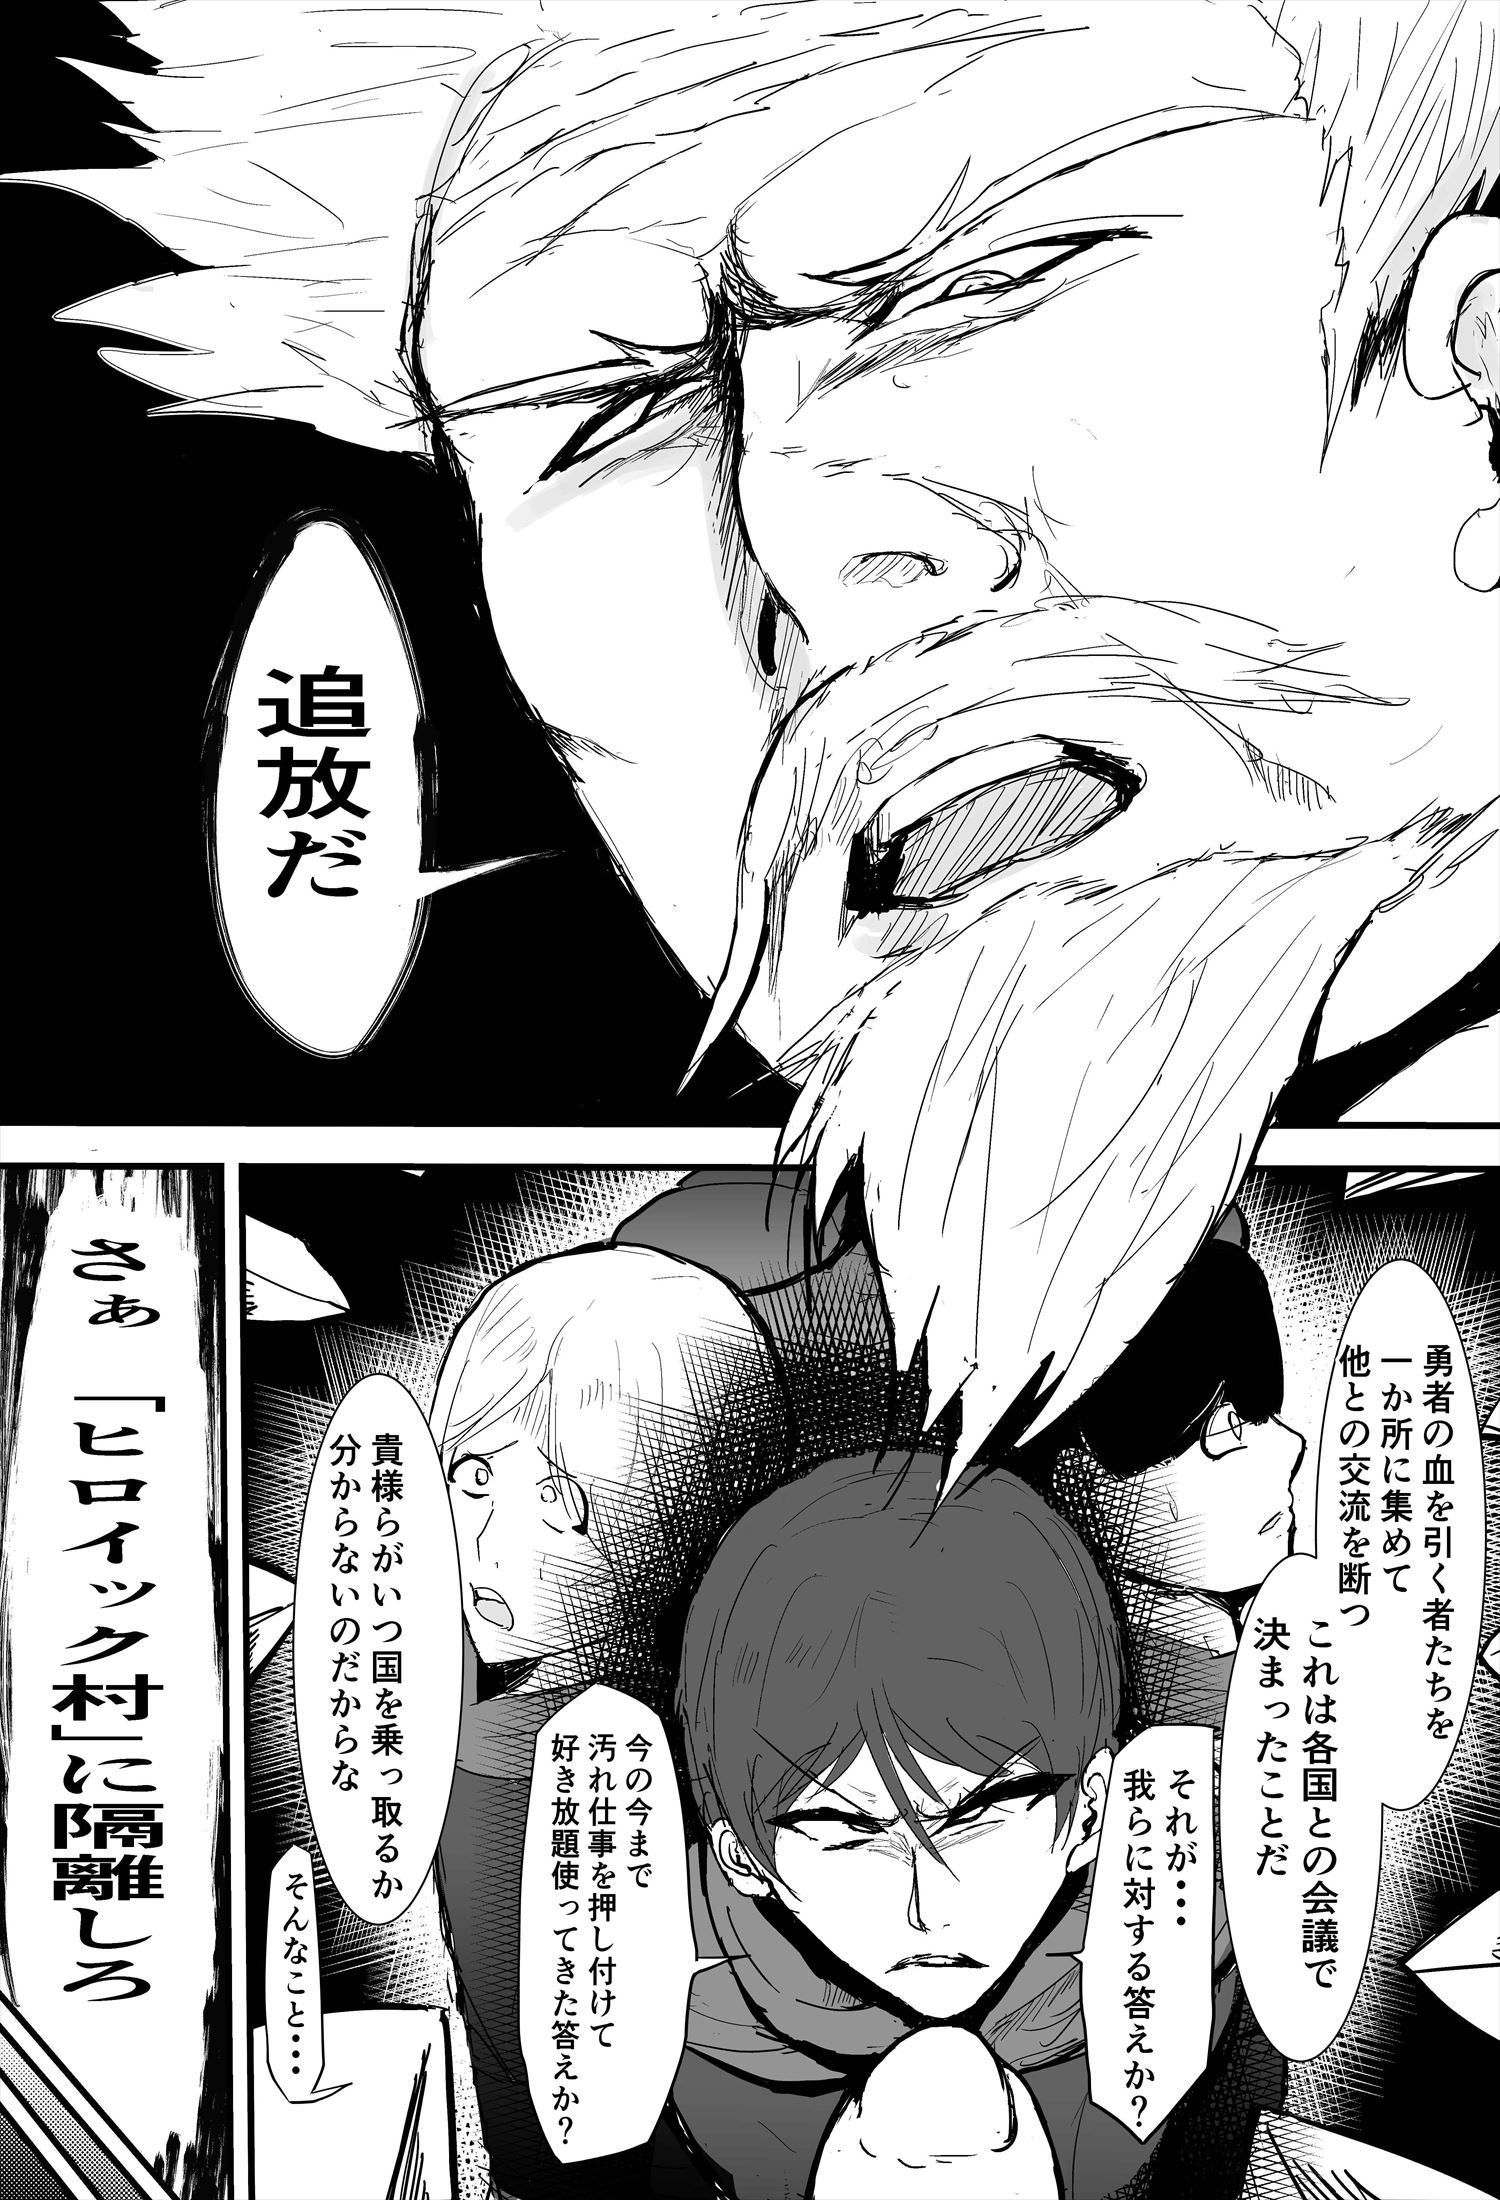 追放だ
勇者の血を引く者たちを
一か所に集めて
他との交流を断つ
これは各国との会議で
決まったことだ
それが・・・
我らに対する答えか？
今の今まで
汚れ仕事を押し付けて
好き放題使ってきた答えか？
貴様らがいつ国を乗っ取るか
分からないのだからな
そんなこと・・・・
さぁ 「ヒロイック村」に隔離しろ